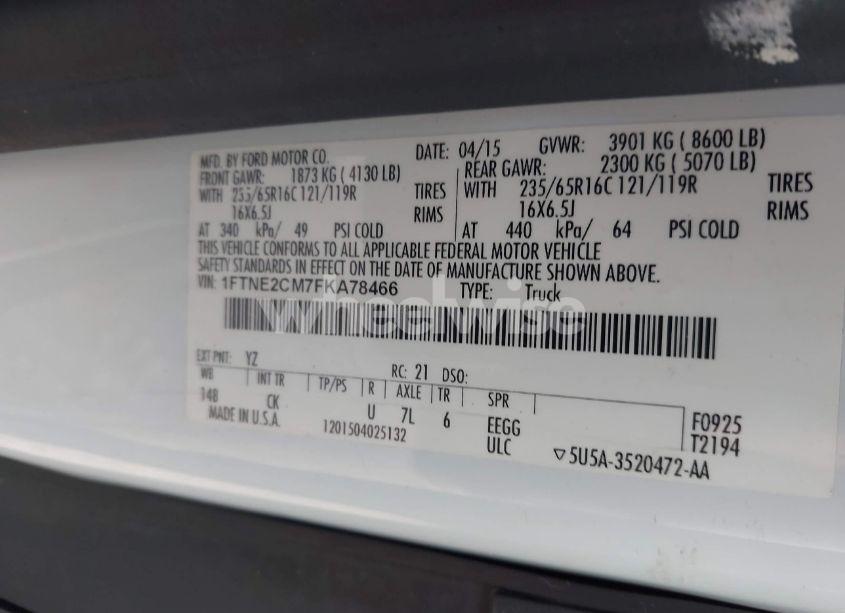 MFD. BY FORD MOTOR CO.
DATE: 04/15
GVWR: 3901 KG ( 8600 LB)
FRONT GAWR: 1873 KG ( 4130 LB)
REAR GAWR: 2300 KG ( 5070 LB)
WITH 235/65R16C 121/119R TIRES
WITH 235/65R16C 121/119R TIRES
16X6.5J RIMS
16X6.5J RIMS
AT 340 kPa/ 49 PSI COLD
AT 440 kPa/ 64 PSI COLD
THIS VEHICLE CONFORMS TO ALL APPLICABLE FEDERAL MOTOR VEHICLE
SAFETY STANDARDS IN EFFECT ON THE DATE OF MANUFACTURE SHOWN ABOVE.
VIN: 1FTNE2CM7FKA78466
TYPE: Truck
wheelwise
EXT PNT: YZ
RC: 21 DSO:
WB INT TR TP/PS R AXLE TR SPR
148 CK U 7L 6 EEGG
ULC
F0925
T2194
MADE IN U.S.A.
1201504025132
▽5U5A-3520472-AA